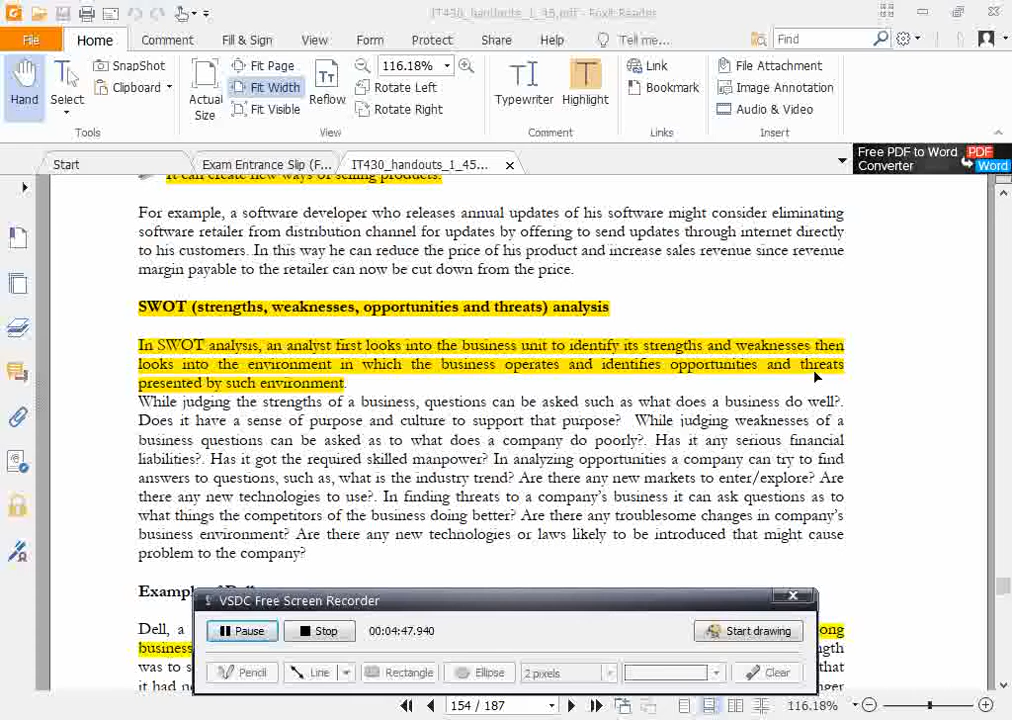 IT430_handouts_1_45.pdf - Foxit Reader
File Home Comment Fill & Sign View Form Protect Share Help Tell me... Find
Hand
Select
SnapShot
Clipboard
Tools
Actual Size
Fit Page
Fit Width
Fit Visible
Reflow
116.18%
Rotate Left
Rotate Right
View
Typewriter
Highlight
Comment
Link
Bookmark
Links
File Attachment
Image Annotation
Audio & Video
Insert
Start Exam Entrance Slip (F... IT430_handouts_1_45...
Free PDF to Word Converter PDF Word
It can create new ways of selling products.
For example, a software developer who releases annual updates of his software might consider eliminating
software retailer from distribution channel for updates by offering to send updates through internet directly
to his customers. In this way he can reduce the price of his product and increase sales revenue since revenue
margin payable to the retailer can now be cut down from the price.
SWOT (strengths, weaknesses, opportunities and threats) analysis
In SWOT analysis, an analyst first looks into the business unit to identify its strengths and weaknesses then
looks into the environment in which the business operates and identifies opportunities and threats
presented by such environment.
While judging the strengths of a business, questions can be asked such as what does a business do well?.
Does it have a sense of purpose and culture to support that purpose? While judging weaknesses of a
business questions can be asked as to what does a company do poorly?. Has it any serious financial
liabilities?. Has it got the required skilled manpower? In analyzing opportunities a company can try to find
answers to questions, such as, what is the industry trend? Are there any new markets to enter/explore? Are
there any new technologies to use?. In finding threats to a company's business it can ask questions as to
what things the competitors of the business doing better? Are there any troublesome changes in company's
business environment? Are there any new technologies or laws likely to be introduced that might cause
problem to the company?
VSDC Free Screen Recorder
Dell, a
business
was to s
that
it had n
Pause Stop 00:04:47.940 Start drawing
Pencil Line Rectangle Ellipse 2 pixels Clear
154 / 187 116.18%